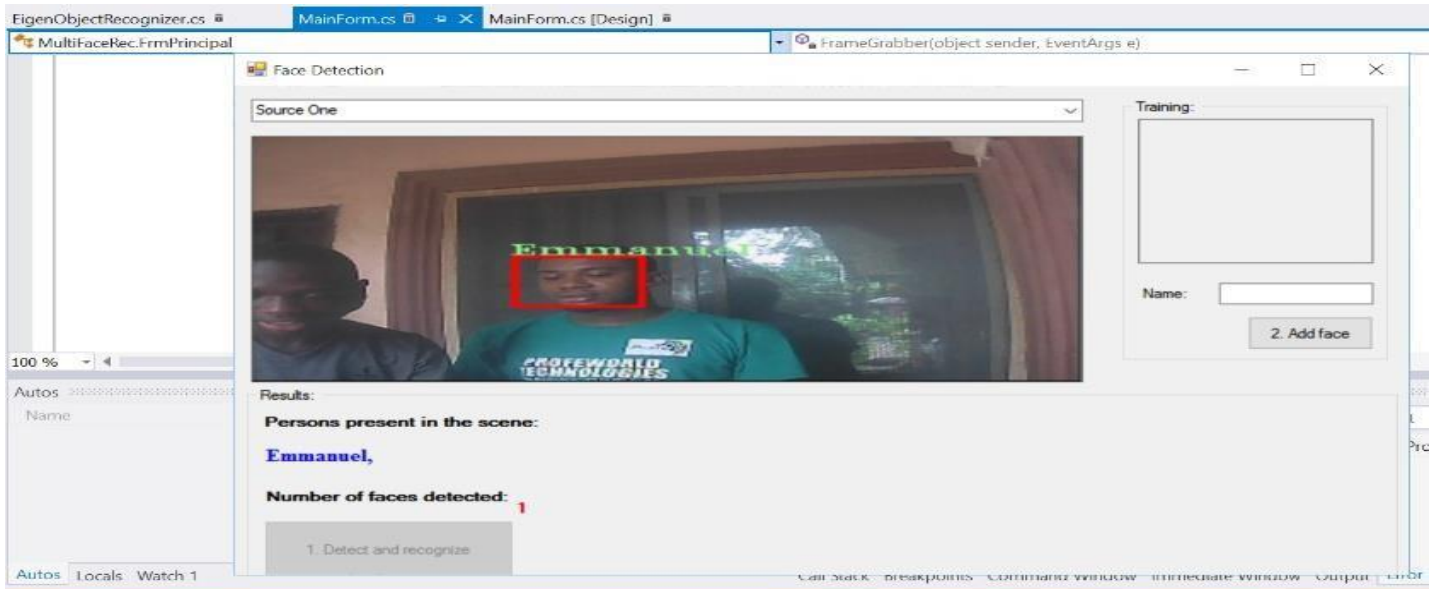 EigenObjectRecognizer.cs
MainForm.cs
MainForm.cs [Design]
MultiFaceRec.FrmPrincipal
FrameGrabber(object sender, EventArgs e)
Face Detection
Source One
Training:
Emmanuel
PROFEWORLD
TECHNOLOGIES
Name:
2. Add face
100 %
Autos
Name
Results:
Persons present in the scene:
Emmanuel,
Number of faces detected:
1
1. Detect and recognize
Autos Locals Watch 1
Call Stack Breakpoints Command Window Immediate Window Output Error